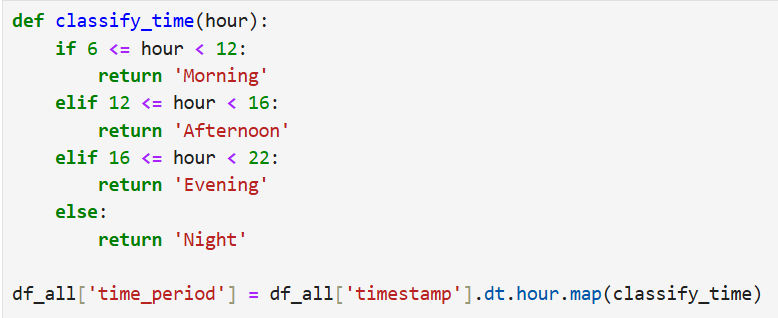 def classify_time(hour):
    if 6 <= hour < 12:
        return 'Morning'
    elif 12 <= hour < 16:
        return 'Afternoon'
    elif 16 <= hour < 22:
        return 'Evening'
    else:
        return 'Night'

df_all['time_period'] = df_all['timestamp'].dt.hour.map(classify_time)